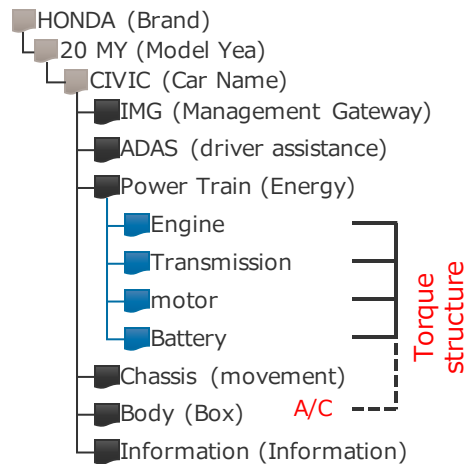 HONDA (Brand)
20 MY (Model Yea)
CIVIC (Car Name)
IMG (Management Gateway)
ADAS (driver assistance)
Power Train (Energy)
Engine
Transmission
motor
Battery
Chassis (movement)
Body (Box)
A/C
Information (Information)
Torque
structure